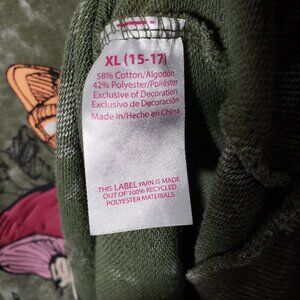 XL (15-17)
58% Cotton/Algodón
42% Polyester/Poliéster
Exclusive of Decoration
Exclusivo de Decoración
Made in/Hecho en China
THIS LABEL YARN IS MADE
OUT OF 100% RECYCLED
POLYESTER MATERIALS